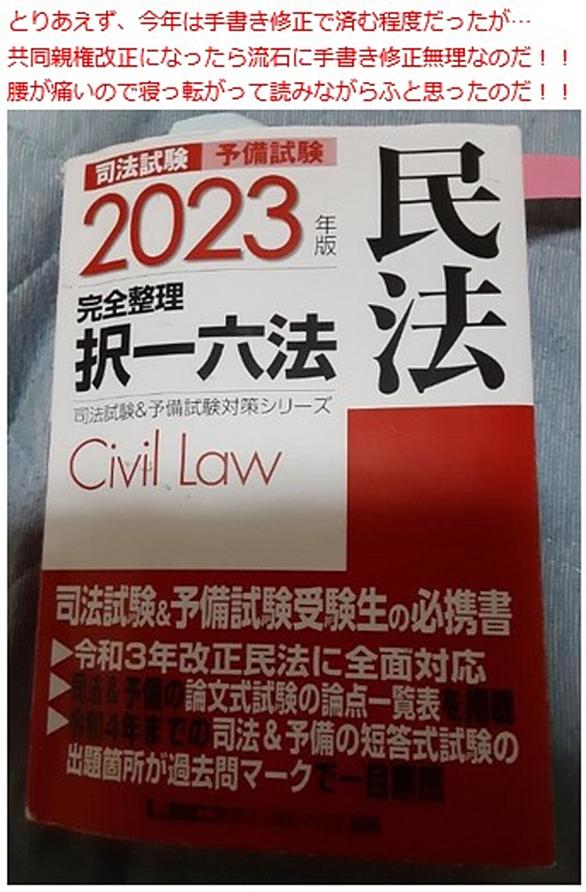 とりあえず、今年は手書き修正で済む程度だったが…
共同親権改正になったら流石に手書き修正無理なのだ！！
腰が痛いので寝っ転がって読みながらふと思ったのだ！！
司法試験 予備試験
2023年版
民法
完全整理
択一六法
司法試験&予備試験対策シリーズ
Civil Law
司法試験&予備試験受験生の必携書
▶令和3年改正民法に全面対応
▶司法&予備の論文式試験の論点一覧表を掲載
▶令和4年までの司法&予備の短答式試験の
出題箇所が過去問マークで一目瞭然
LEC